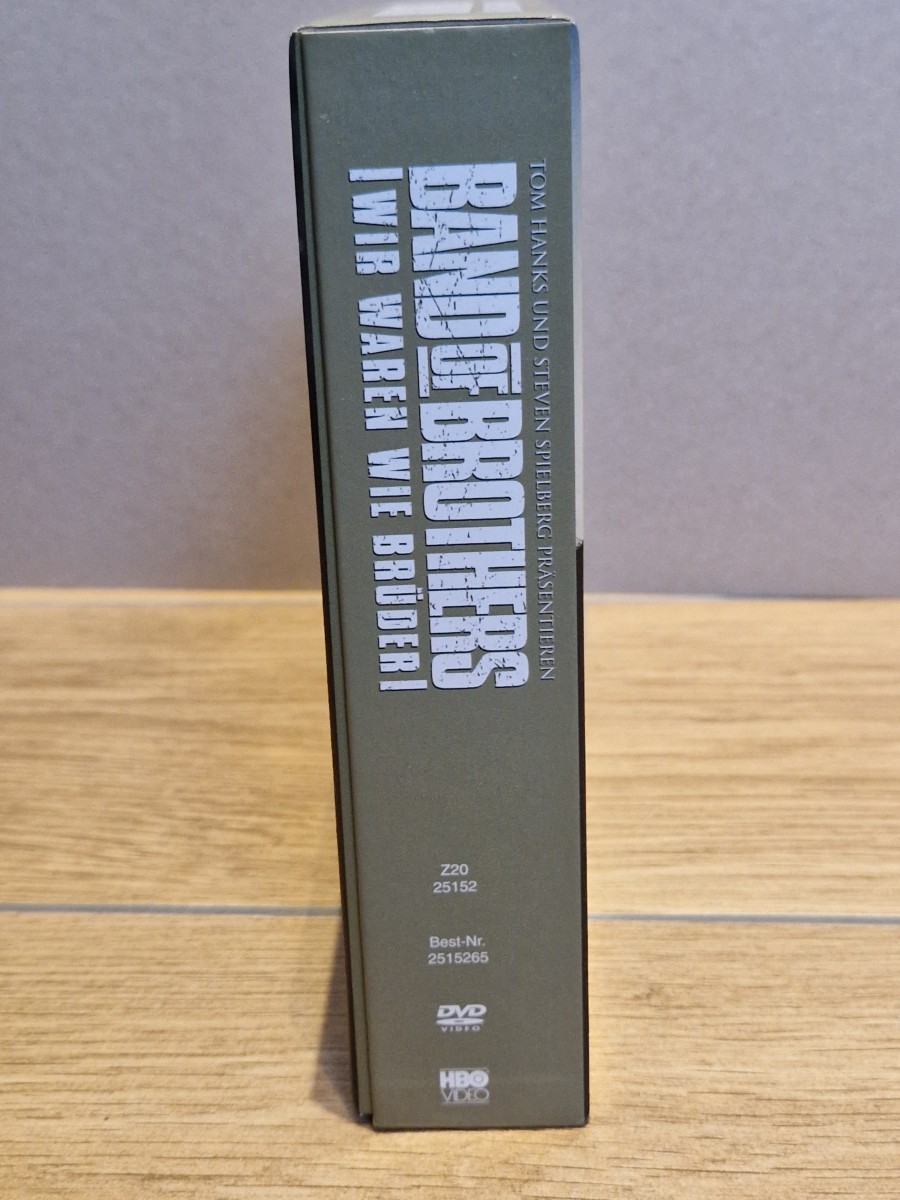 TOM HANKS UND STEVEN SPIELBERG PRÄSENTIEREN
BAND OF BROTHERS
WIR WAREN WIE BRÜDER
Z20
25152
Best-Nr.
2515265
DVD
VIDEO
HBO
VIDEO